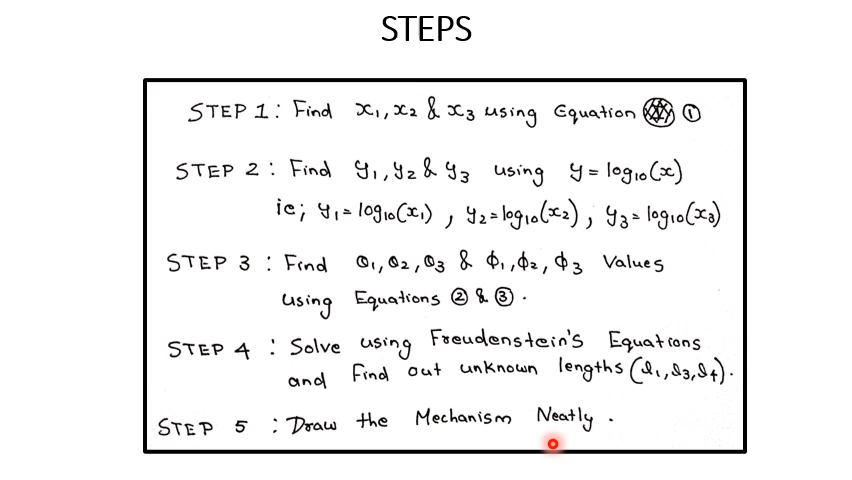 STEPS
STEP 1 : Find x₁, x₂ & x₃ using Equation ①
STEP 2 : Find y₁, y₂ & y₃ using y = log₁₀(x)
ie; y₁ = log₁₀(x₁) , y₂ = log₁₀(x₂) , y₃ = log₁₀(x₃)
STEP 3 : Find θ₁, θ₂, θ₃ & ϕ₁, ϕ₂, ϕ₃ Values
using Equations ② & ③ .
STEP 4 : Solve using Freudenstein's Equations
and Find out unknown lengths (l₁, l₃, l₄) .
STEP 5 : Draw the Mechanism Neatly .